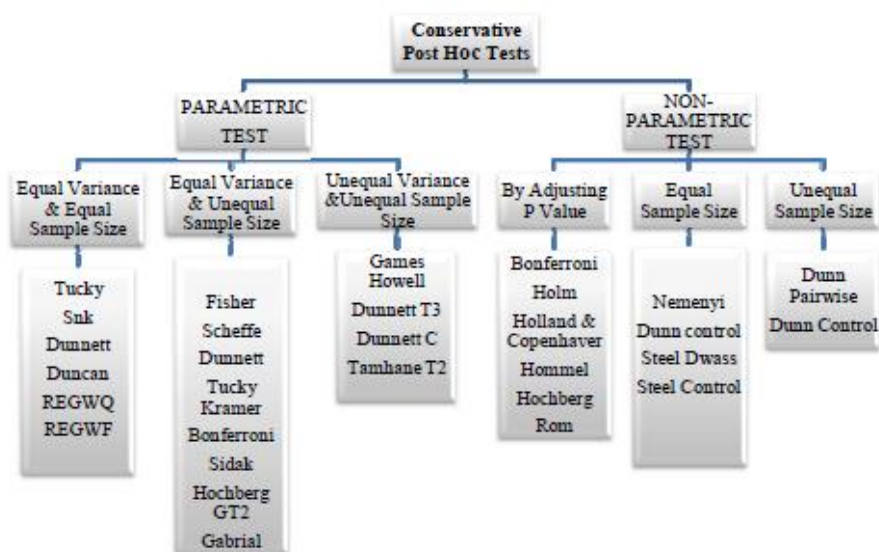 Conservative
Post Hoc Tests
PARAMETRIC
TEST
NON-
PARAMETRIC
TEST
Equal Variance
& Equal
Sample Size
Equal Variance
& Unequal
Sample Size
Unequal Variance
&Unequal Sample
Size
By Adjusting
P Value
Equal
Sample Size
Unequal
Sample Size
Tucky
Snk
Dunnett
Duncan
REGWQ
REGWF
Fisher
Scheffe
Dunnett
Tucky
Kramer
Bonferroni
Sidak
Hochberg
GT2
Gabrial
Games
Howell
Dunnett T3
Dunnett C
Tamhane T2
Bonferroni
Holm
Holland &
Copenhaver
Hommel
Hochberg
Rom
Nemenyi
Dunn control
Steel Dwass
Steel Control
Dunn
Pairwise
Dunn Control